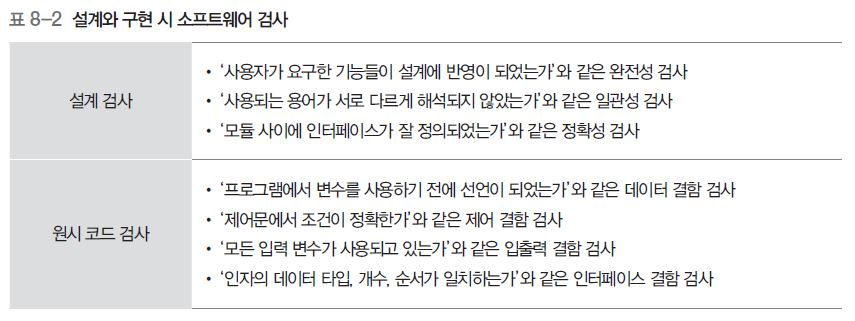 표 8-2 설계와 구현 시 소프트웨어 검사
설계 검사
• ‘사용자가 요구한 기능들이 설계에 반영이 되었는가’와 같은 완전성 검사
• ‘사용되는 용어가 서로 다르게 해석되지 않았는가’와 같은 일관성 검사
• ‘모듈 사이에 인터페이스가 잘 정의되었는가’와 같은 정확성 검사
원시 코드 검사
• ‘프로그램에서 변수를 사용하기 전에 선언이 되었는가’와 같은 데이터 결함 검사
• ‘제어문에서 조건이 정확한가’와 같은 제어 결함 검사
• ‘모든 입력 변수가 사용되고 있는가’와 같은 입출력 결함 검사
• ‘인자의 데이터 타입, 개수, 순서가 일치하는가’와 같은 인터페이스 결함 검사